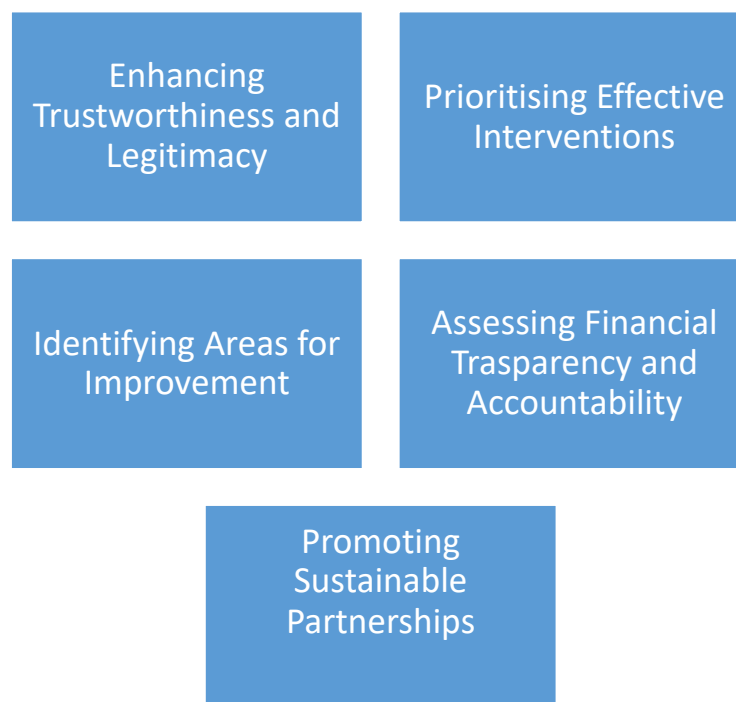 Enhancing
Trustworthiness and
Legitimacy
Prioritising Effective
Interventions
Identifying Areas for
Improvement
Assessing Financial
Trasparency and
Accountability
Promoting
Sustainable
Partnerships